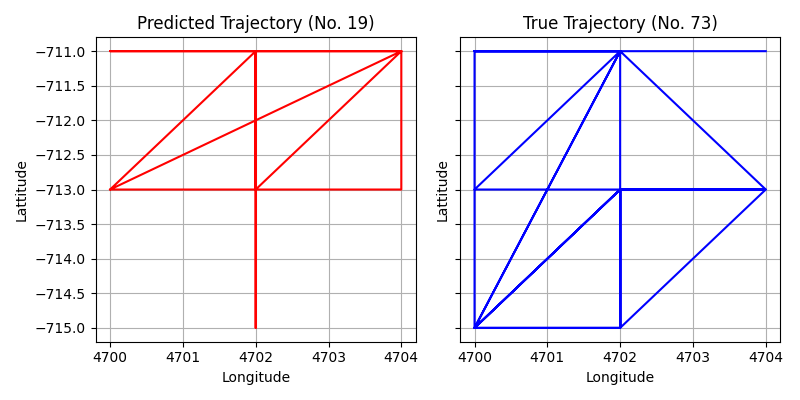 Predicted Trajectory (No. 19)
Lattitude
−711.0
−711.5
−712.0
−712.5
−713.0
−713.5
−714.0
−714.5
−715.0
4700 4701 4702 4703 4704
Longitude
True Trajectory (No. 73)
Lattitude
4700 4701 4702 4703 4704
Longitude